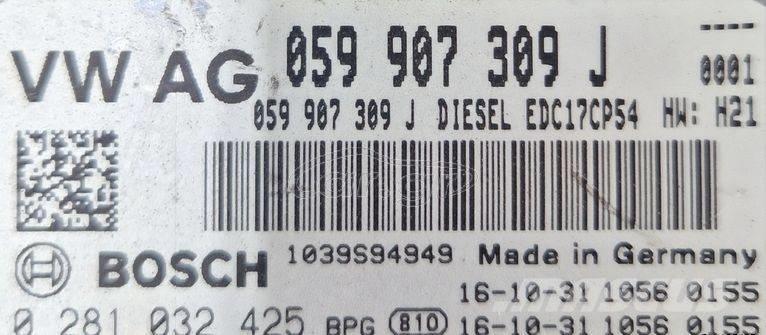 VW AG 059 907 309 J ----
0001
059 907 309 J DIESEL EDC17CP54 HW: H21
1039S94949 Made in Germany
BOSCH
16-10-31 1056 0155
0 281 032 425 BPG 810 16-10-31 1056 0155